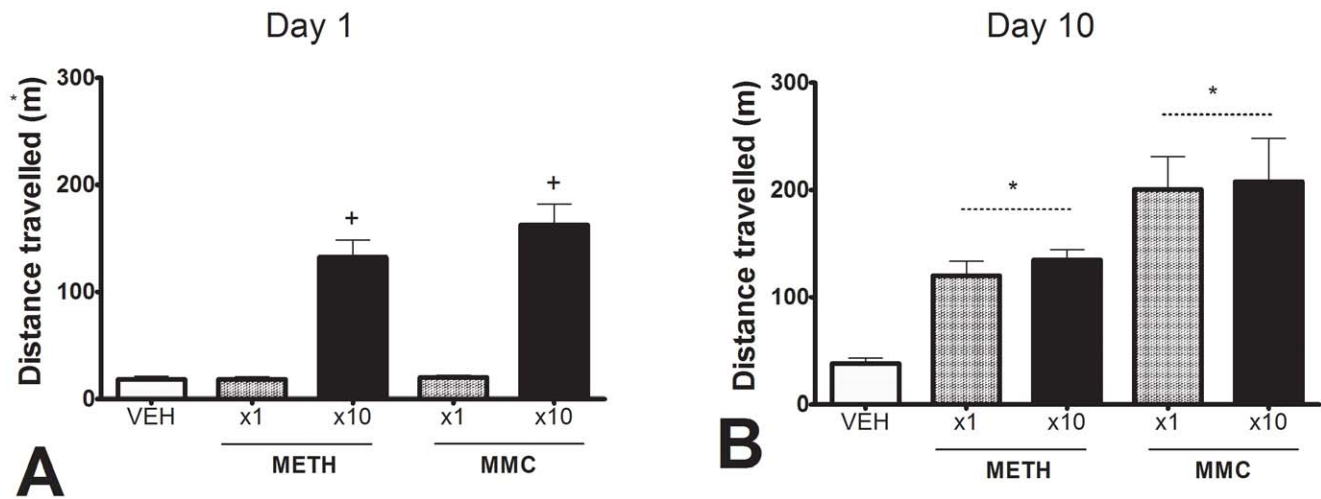 Day 1
Distance travelled (m)
*
300
200
100
0
+
+
VEH
x1
x10
x1
x10
METH
MMC
A
Day 10
Distance travelled (m)
300
200
100
0
*
*
VEH
x1
x10
x1
x10
METH
MMC
B